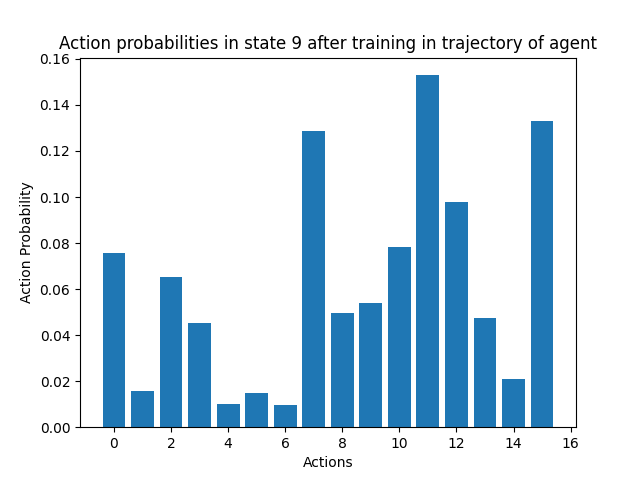 Action probabilities in state 9 after training in trajectory of agent
0.16
0.14
0.12
0.10
0.08
0.06
0.04
0.02
0.00
Action Probability
0 2 4 6 8 10 12 14 16
Actions